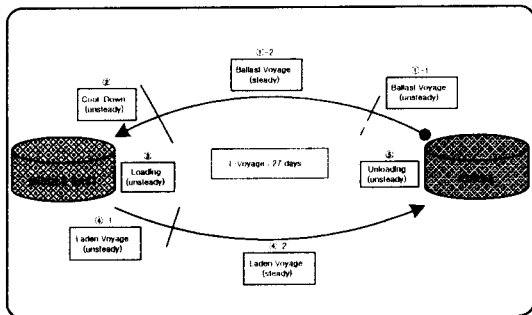 ①-2
Ballast Voyage
(steady)
①-1
Ballast Voyage
(unsteady)
②
Cool Down
(unsteady)
③
Loading
(unsteady)
1-Voyage : 27 days
⑤
Unloading
(unsteady)
④-1
Laden Voyage
(unsteady)
④-2
Laden Voyage
(steady)